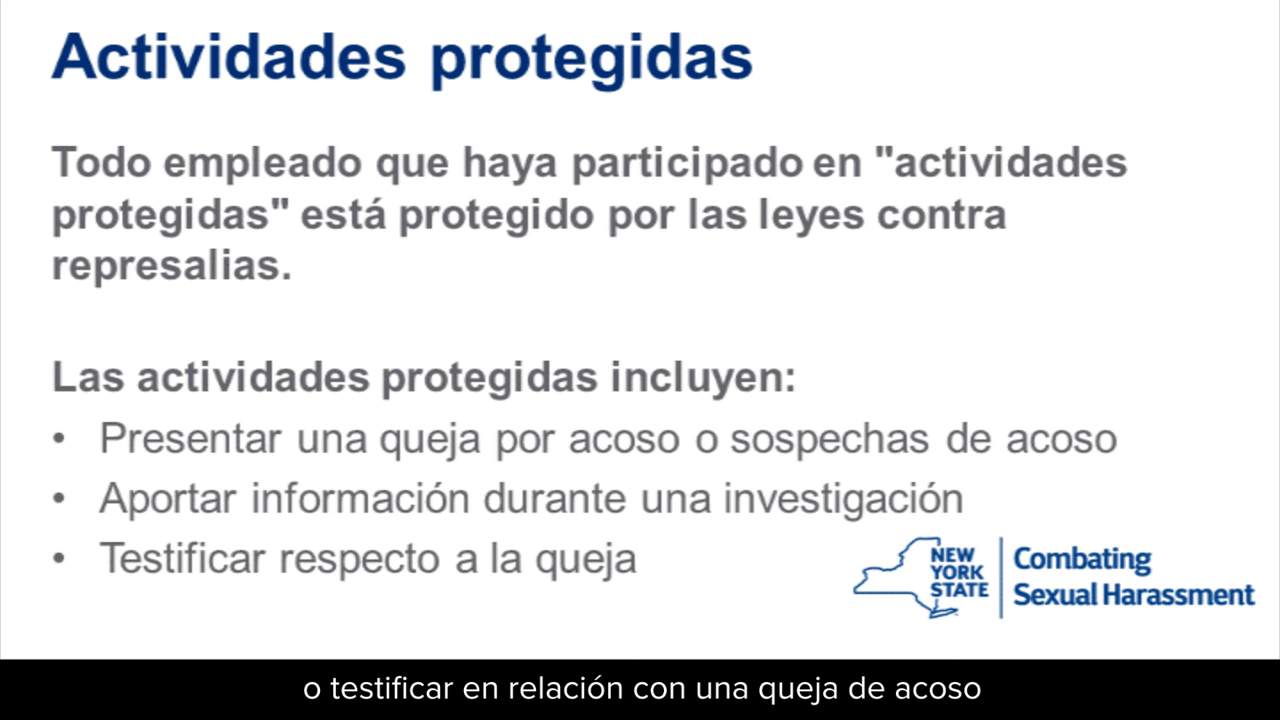 Actividades protegidas
Todo empleado que haya participado en "actividades
protegidas" está protegido por las leyes contra
represalias.
Las actividades protegidas incluyen:
• Presentar una queja por acoso o sospechas de acoso
• Aportar información durante una investigación
• Testificar respecto a la queja
NEW
YORK
STATE
Combating
Sexual Harassment
o testificar en relación con una queja de acoso